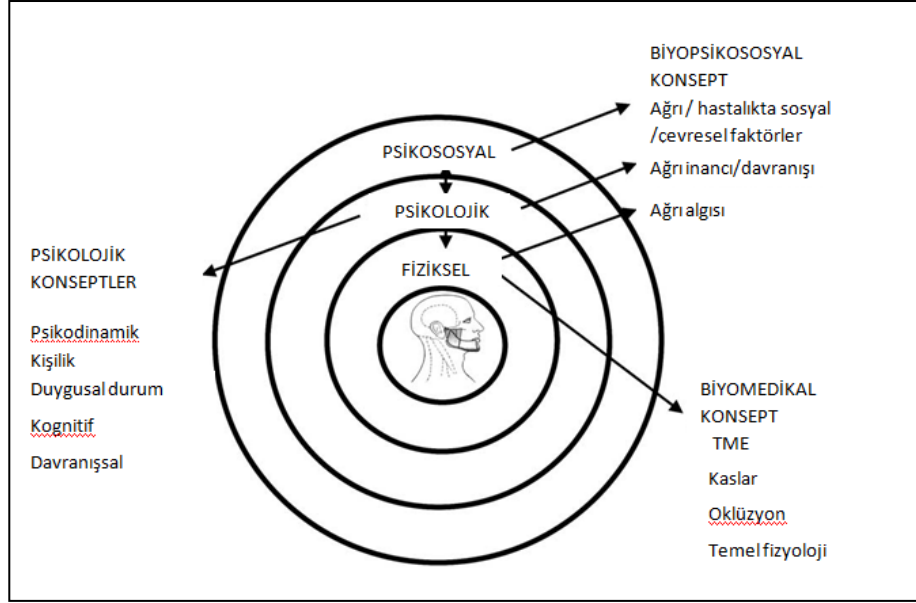 BİYOPSİKOSOSYAL
KONSEPT
Ağrı / hastalıkta sosyal
/çevresel faktörler
PSİKOSOSYAL
Ağrı inancı/davranışı
PSİKOLOJİK
Ağrı algısı
PSİKOLOJİK
KONSEPTLER
FİZİKSEL
Psikodinamik
Kişilik
Duygusal durum
Kognitif
Davranışsal
BİYOMEDİKAL
KONSEPT
TME
Kaslar
Oklüzyon
Temel fizyoloji